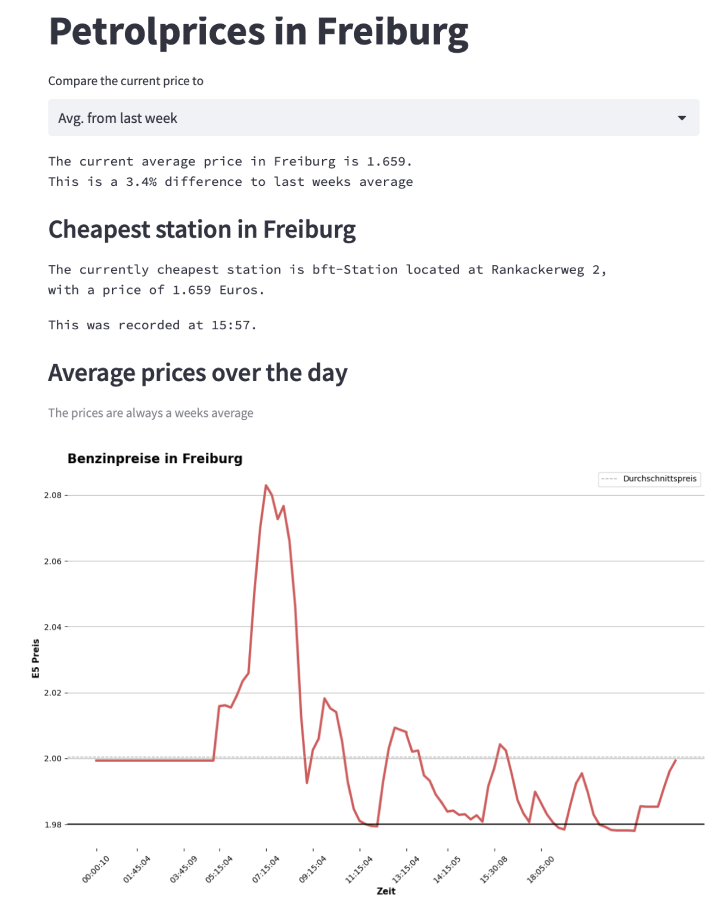 Petrolprices in Freiburg
Compare the current price to
Avg. from last week
The current average price in Freiburg is 1.659.
This is a 3.4% difference to last weeks average
Cheapest station in Freiburg
The currently cheapest station is bft-Station located at Rankackerweg 2,
with a price of 1.659 Euros.
This was recorded at 15:57.
Average prices over the day
The prices are always a weeks average
Benzinpreise in Freiburg
Durchschnittspreis
2.08
2.06
2.04
2.02
2.00
1.98
E5 Preis
00:00:10
01:45:04
03:45:09
05:15:04
07:15:04
09:15:04
11:15:04
13:15:04
14:15:05
15:30:08
18:05:00
Zeit